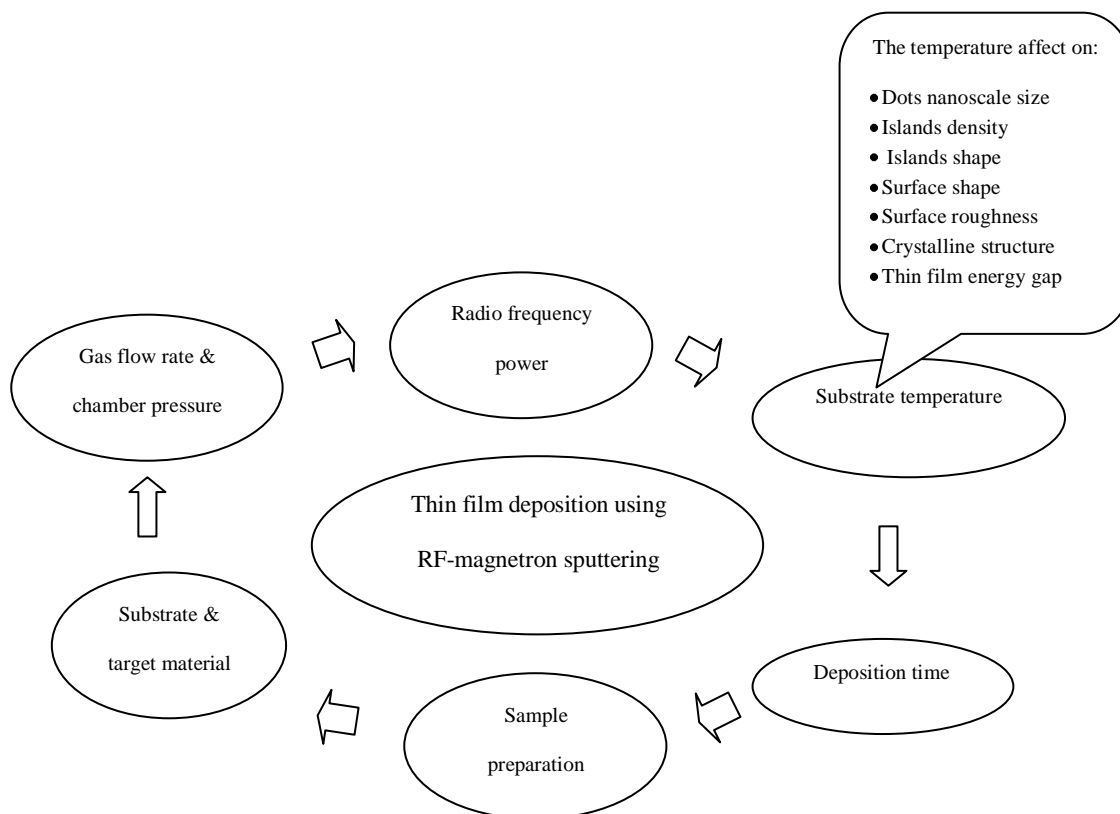 The temperature affect on:
•Dots nanoscale size
•Islands density
• Islands shape
•Surface shape
•Surface roughness
•Crystalline structure
•Thin film energy gap
Radio frequency
power
Gas flow rate &
chamber pressure
Substrate temperature
Thin film deposition using
RF-magnetron sputtering
Substrate &
target material
Deposition time
Sample
preparation